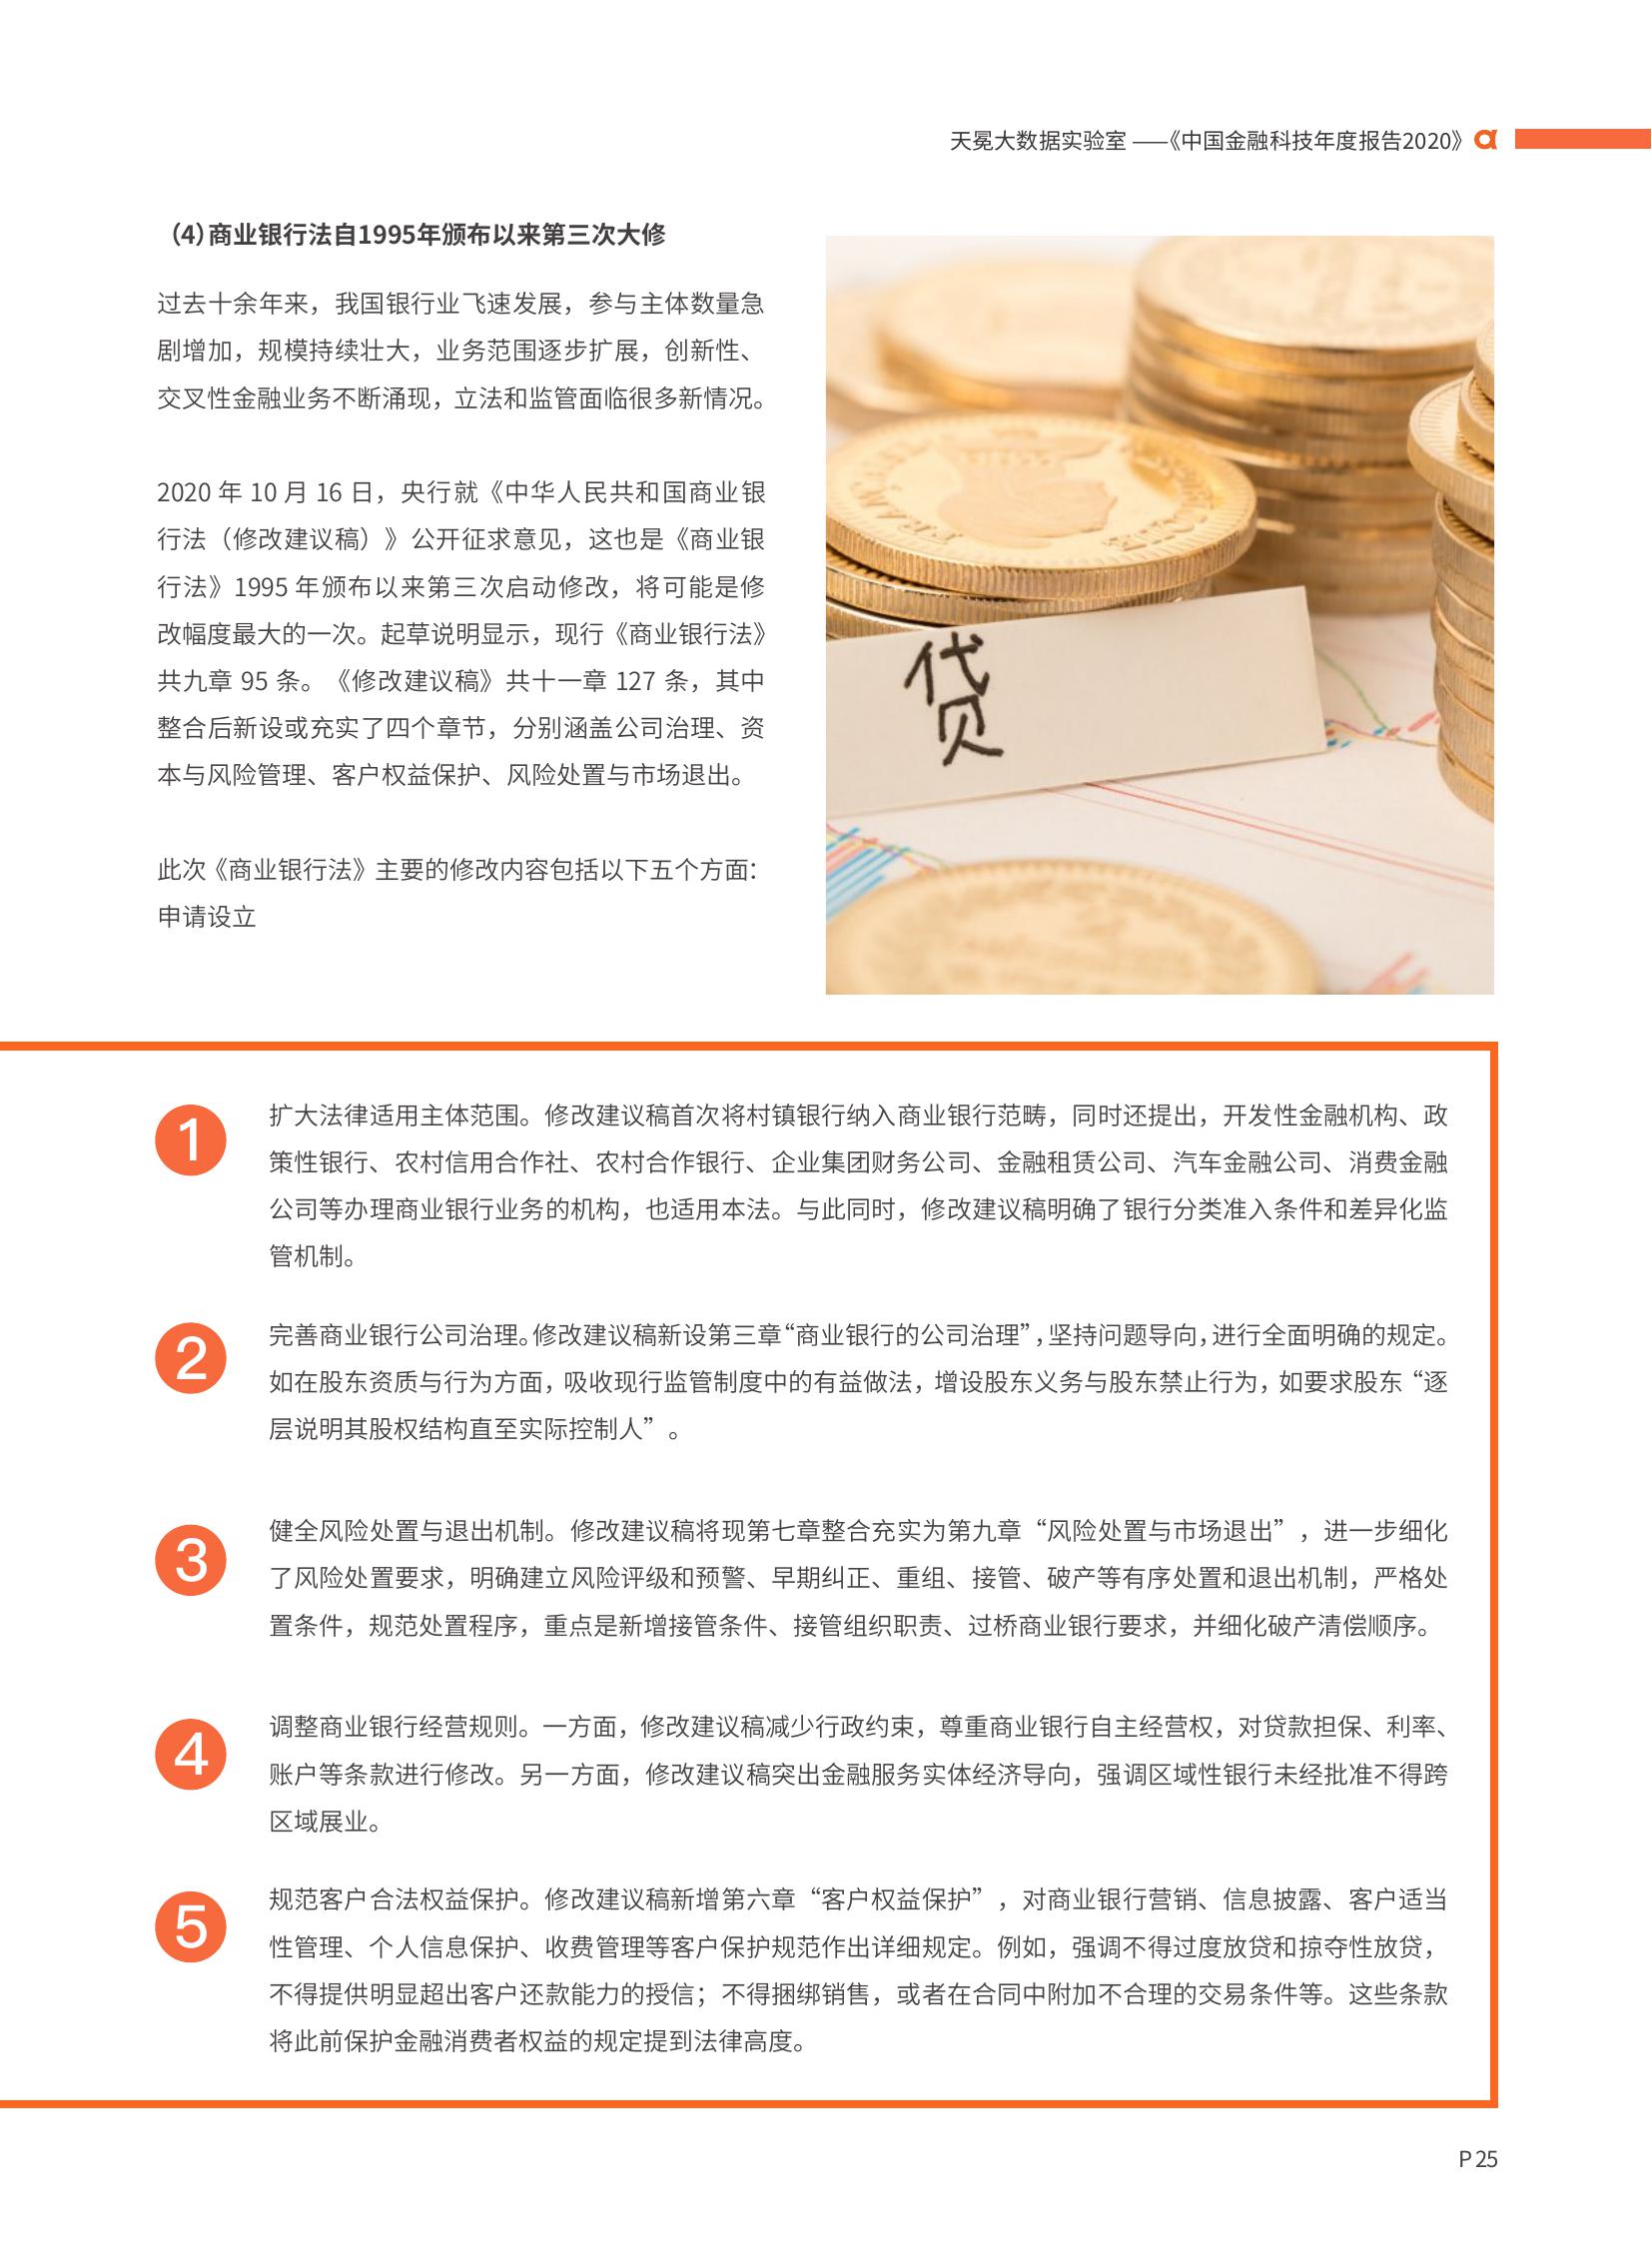 天冕大数据实验室 ——《中国金融科技年度报告2020》
（4）商业银行法自1995年颁布以来第三次大修
过去十余年来，我国银行业飞速发展，参与主体数量急
剧增加，规模持续壮大，业务范围逐步扩展，创新性、
交叉性金融业务不断涌现，立法和监管面临很多新情况。
2020 年 10 月 16 日，央行就《中华人民共和国商业银
行法（修改建议稿）》公开征求意见，这也是《商业银
行法》1995 年颁布以来第三次启动修改，将可能是修
改幅度最大的一次。起草说明显示，现行《商业银行法》
共九章 95 条。《修改建议稿》共十一章 127 条，其中
整合后新设或充实了四个章节，分别涵盖公司治理、资
本与风险管理、客户权益保护、风险处置与市场退出。
此次《商业银行法》主要的修改内容包括以下五个方面：
申请设立
贷
1
扩大法律适用主体范围。修改建议稿首次将村镇银行纳入商业银行范畴，同时还提出，开发性金融机构、政
策性银行、农村信用合作社、农村合作银行、企业集团财务公司、金融租赁公司、汽车金融公司、消费金融
公司等办理商业银行业务的机构，也适用本法。与此同时，修改建议稿明确了银行分类准入条件和差异化监
管机制。
2
完善商业银行公司治理。修改建议稿新设第三章“商业银行的公司治理”，坚持问题导向，进行全面明确的规定。
如在股东资质与行为方面，吸收现行监管制度中的有益做法，增设股东义务与股东禁止行为，如要求股东“逐
层说明其股权结构直至实际控制人”。
3
健全风险处置与退出机制。修改建议稿将现第七章整合充实为第九章“风险处置与市场退出”，进一步细化
了风险处置要求，明确建立风险评级和预警、早期纠正、重组、接管、破产等有序处置和退出机制，严格处
置条件，规范处置程序，重点是新增接管条件、接管组织职责、过桥商业银行要求，并细化破产清偿顺序。
4
调整商业银行经营规则。一方面，修改建议稿减少行政约束，尊重商业银行自主经营权，对贷款担保、利率、
账户等条款进行修改。另一方面，修改建议稿突出金融服务实体经济导向，强调区域性银行未经批准不得跨
区域展业。
5
规范客户合法权益保护。修改建议稿新增第六章“客户权益保护”，对商业银行营销、信息披露、客户适当
性管理、个人信息保护、收费管理等客户保护规范作出详细规定。例如，强调不得过度放贷和掠夺性放贷，
不得提供明显超出客户还款能力的授信；不得捆绑销售，或者在合同中附加不合理的交易条件等。这些条款
将此前保护金融消费者权益的规定提到法律高度。
P 25